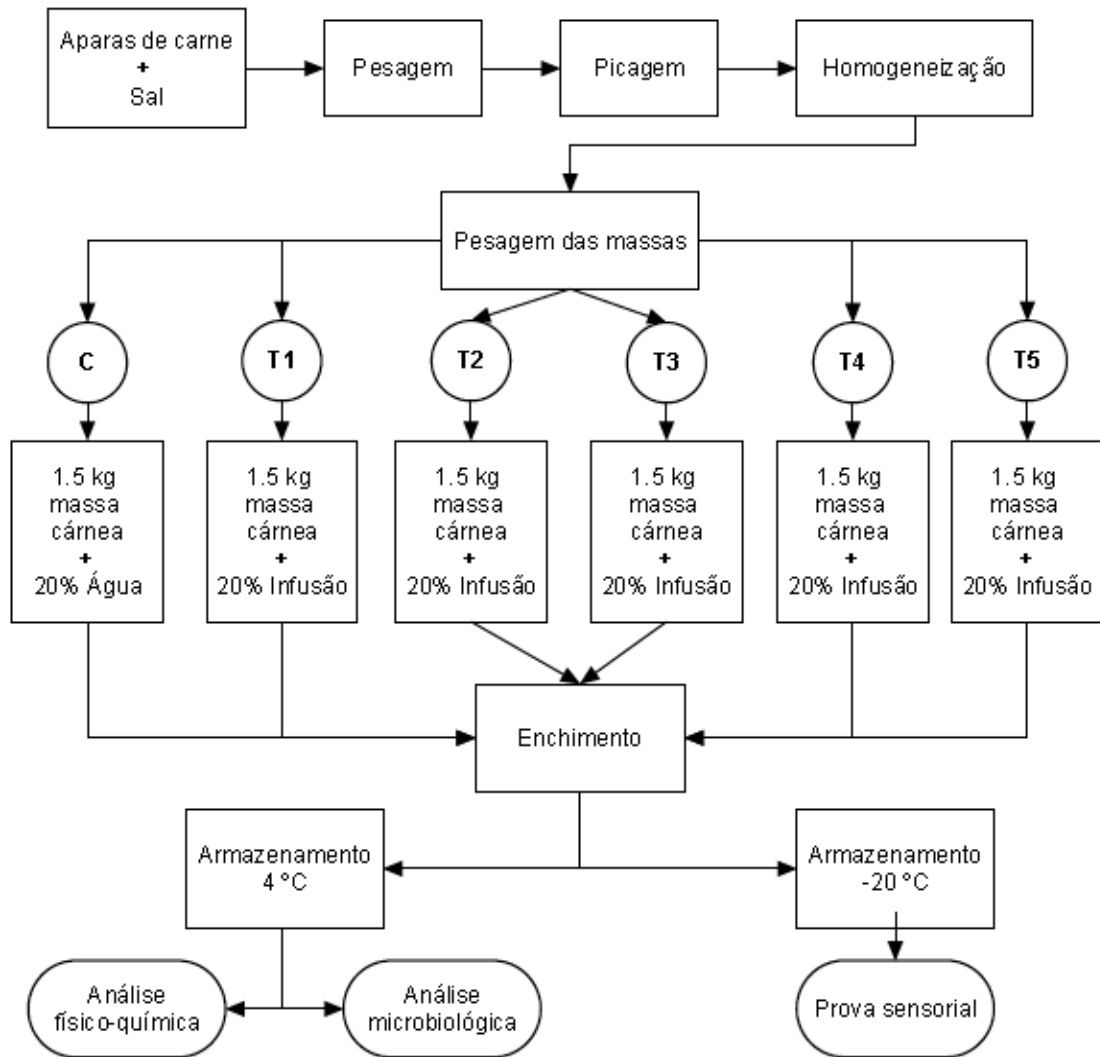 Aparas de carne
+
Sal
Pesagem
Picagem
Homogeneização
Pesagem das massas
C
T1
T2
T3
T4
T5
1.5 kg
massa
cárnea
+
20% Água
1.5 kg
massa
cárnea
+
20% Infusão
1.5 kg
massa
cárnea
+
20% Infusão
1.5 kg
massa
cárnea
+
20% Infusão
1.5 kg
massa
cárnea
+
20% Infusão
1.5 kg
massa
cárnea
+
20% Infusão
Enchimento
Armazenamento
4 ºC
Armazenamento
-20 ºC
Análise
físico-química
Análise
microbiológica
Prova sensorial